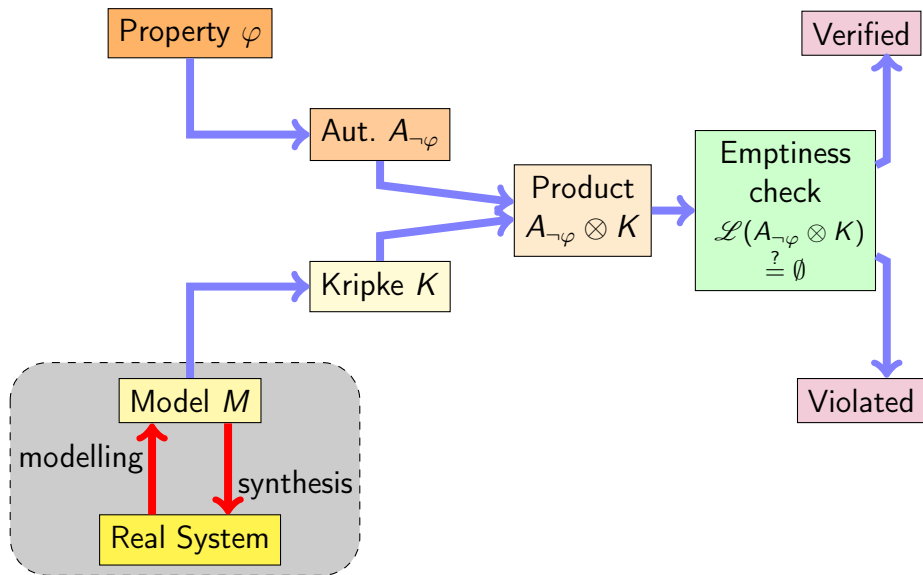 Property φ
Verified
Aut. A¬φ
Emptiness
check
ℒ(A¬φ ⊗ K)
≟ ∅
Product
A¬φ ⊗ K
Kripke K
Model M
Violated
modelling
synthesis
Real System